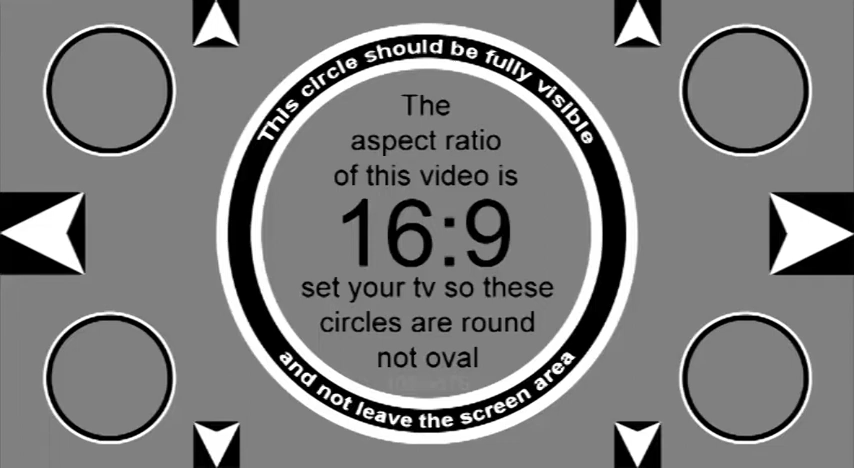 This circle should be fully visible
The
aspect ratio
of this video is
16:9
set your tv so these
circles are round
not oval
and not leave the screen area